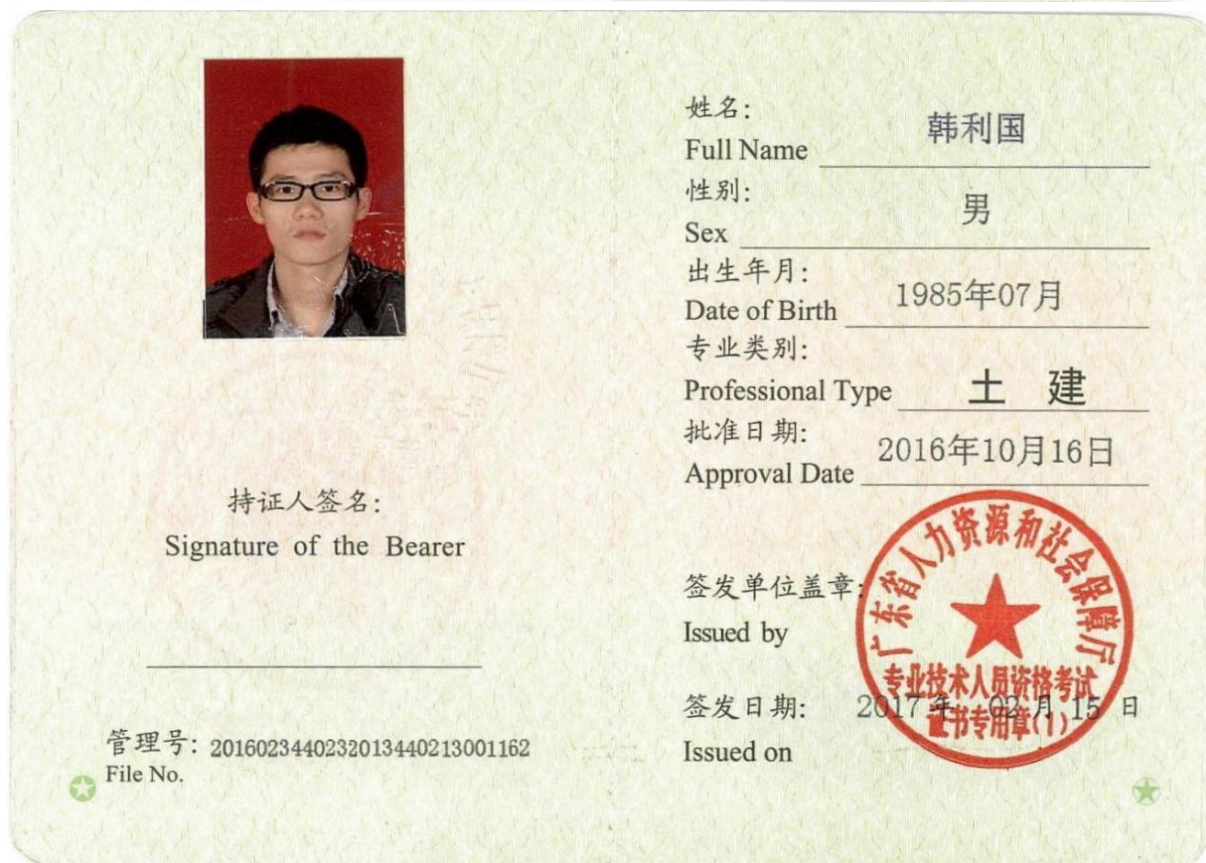 持证人签名:
Signature of the Bearer
管理号: 2016023440232013440213001162
File No.
姓名: 韩利国
Full Name
性别: 男
Sex
出生年月: 1985年07月
Date of Birth
专业类别:
Professional Type 土 建
批准日期: 2016年10月16日
Approval Date
签发单位盖章:
Issued by
广东省人力资源和社会保障厅
专业技术人员资格考试
证书专用章(1)
签发日期: 2017年 02月 15日
Issued on